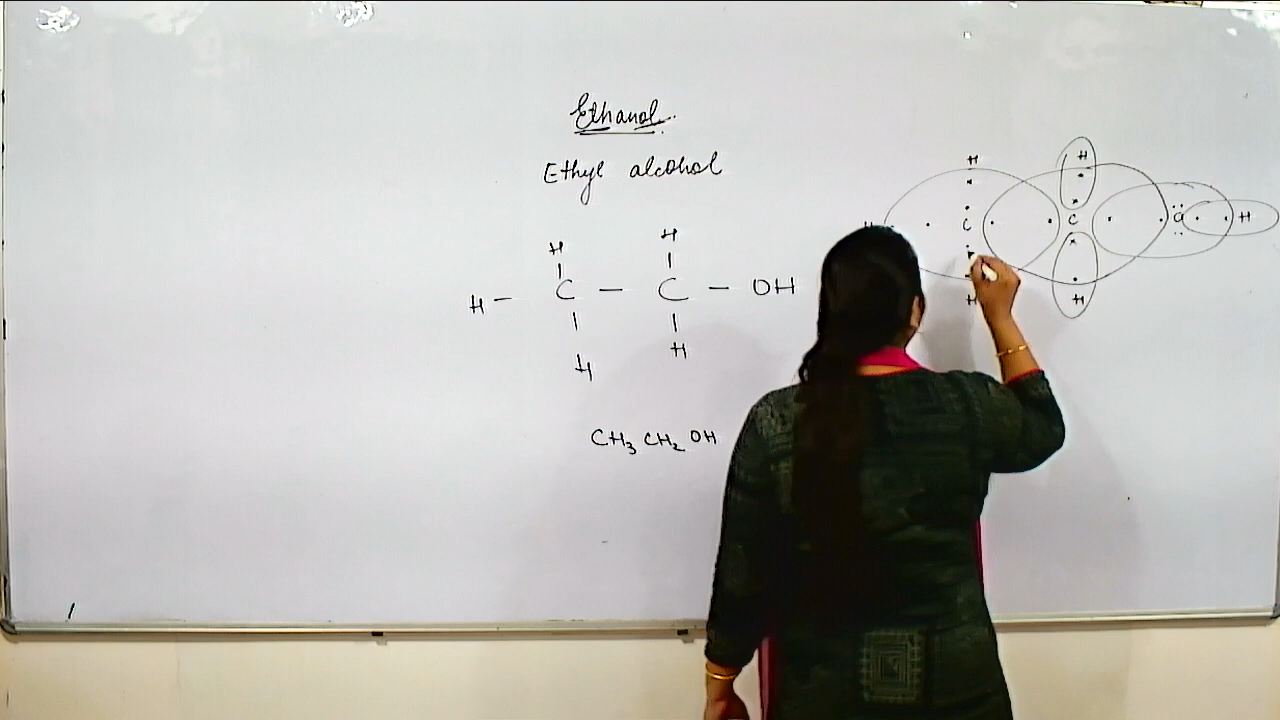 Ethanol
Ethyl alcohol
H H
H - C - C - OH
H H
CH₃ CH₂ OH
H H
H C C O H
H H